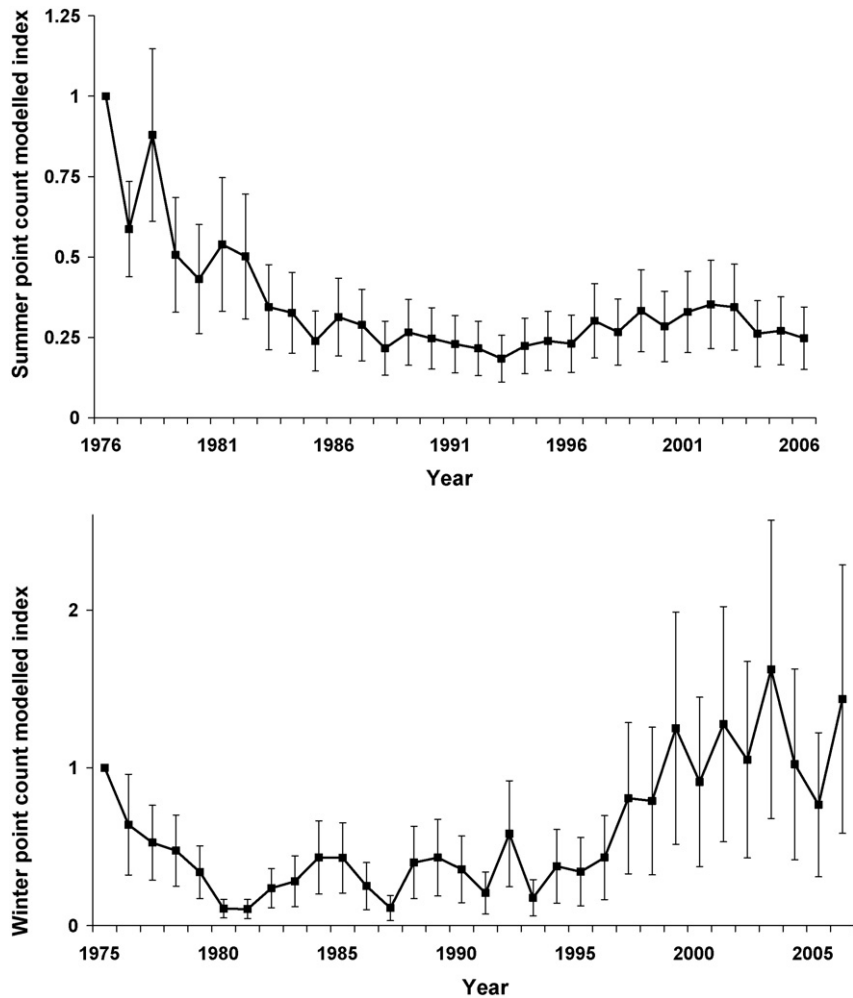 Summer point count modelled index
1.25
1
0.75
0.5
0.25
0
1976 1981 1986 1991 1996 2001 2006
Year
Winter point count modelled index
2
1
0
1975 1980 1985 1990 1995 2000 2005
Year